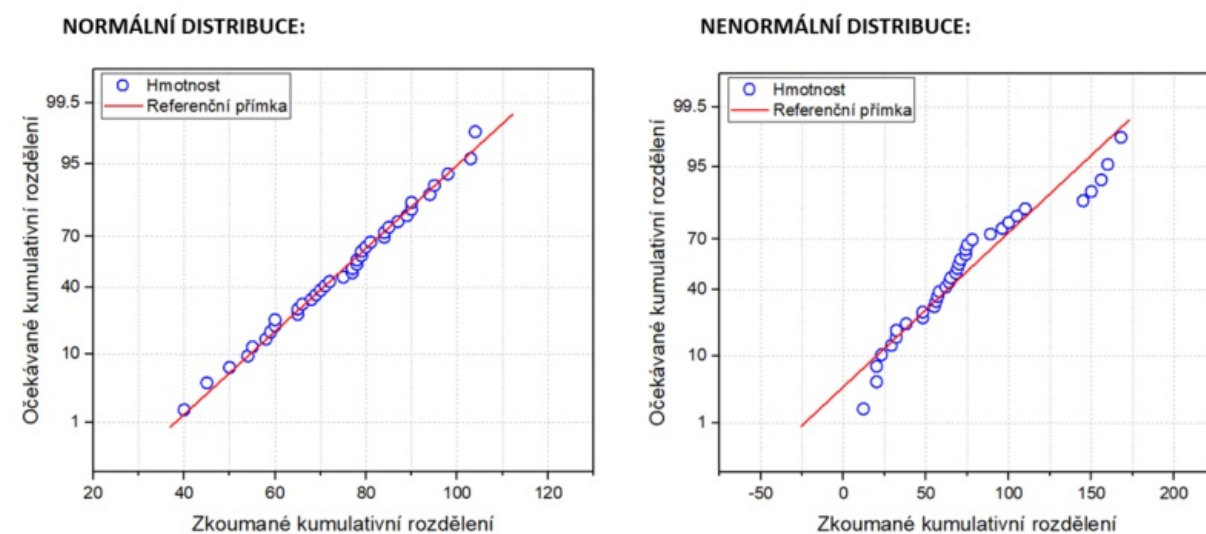 NORMÁLNÍ DISTRIBUCE:
Hmotnost
Referenční přímka
99.5
95
70
40
10
1
Očekávané kumulativní rozdělení
20
40
60
80
100
120
Zkoumané kumulativní rozdělení
NENORMÁLNÍ DISTRIBUCE:
Hmotnost
Referenční přímka
99.5
95
70
40
10
1
Očekávané kumulativní rozdělení
-50
0
50
100
150
200
Zkoumané kumulativní rozdělení